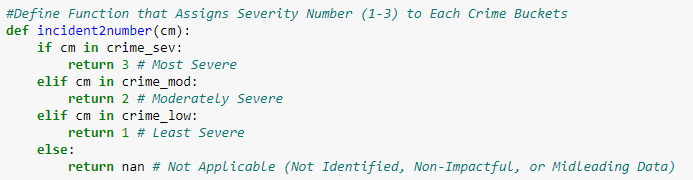 #Define Function that Assigns Severity Number (1-3) to Each Crime Buckets
def incident2number(cm):
    if cm in crime_sev:
        return 3 # Most Severe
    elif cm in crime_mod:
        return 2 # Moderately Severe
    elif cm in crime_low:
        return 1 # Least Severe
    else:
        return nan # Not Applicable (Not Identified, Non-Impactful, or Midleading Data)